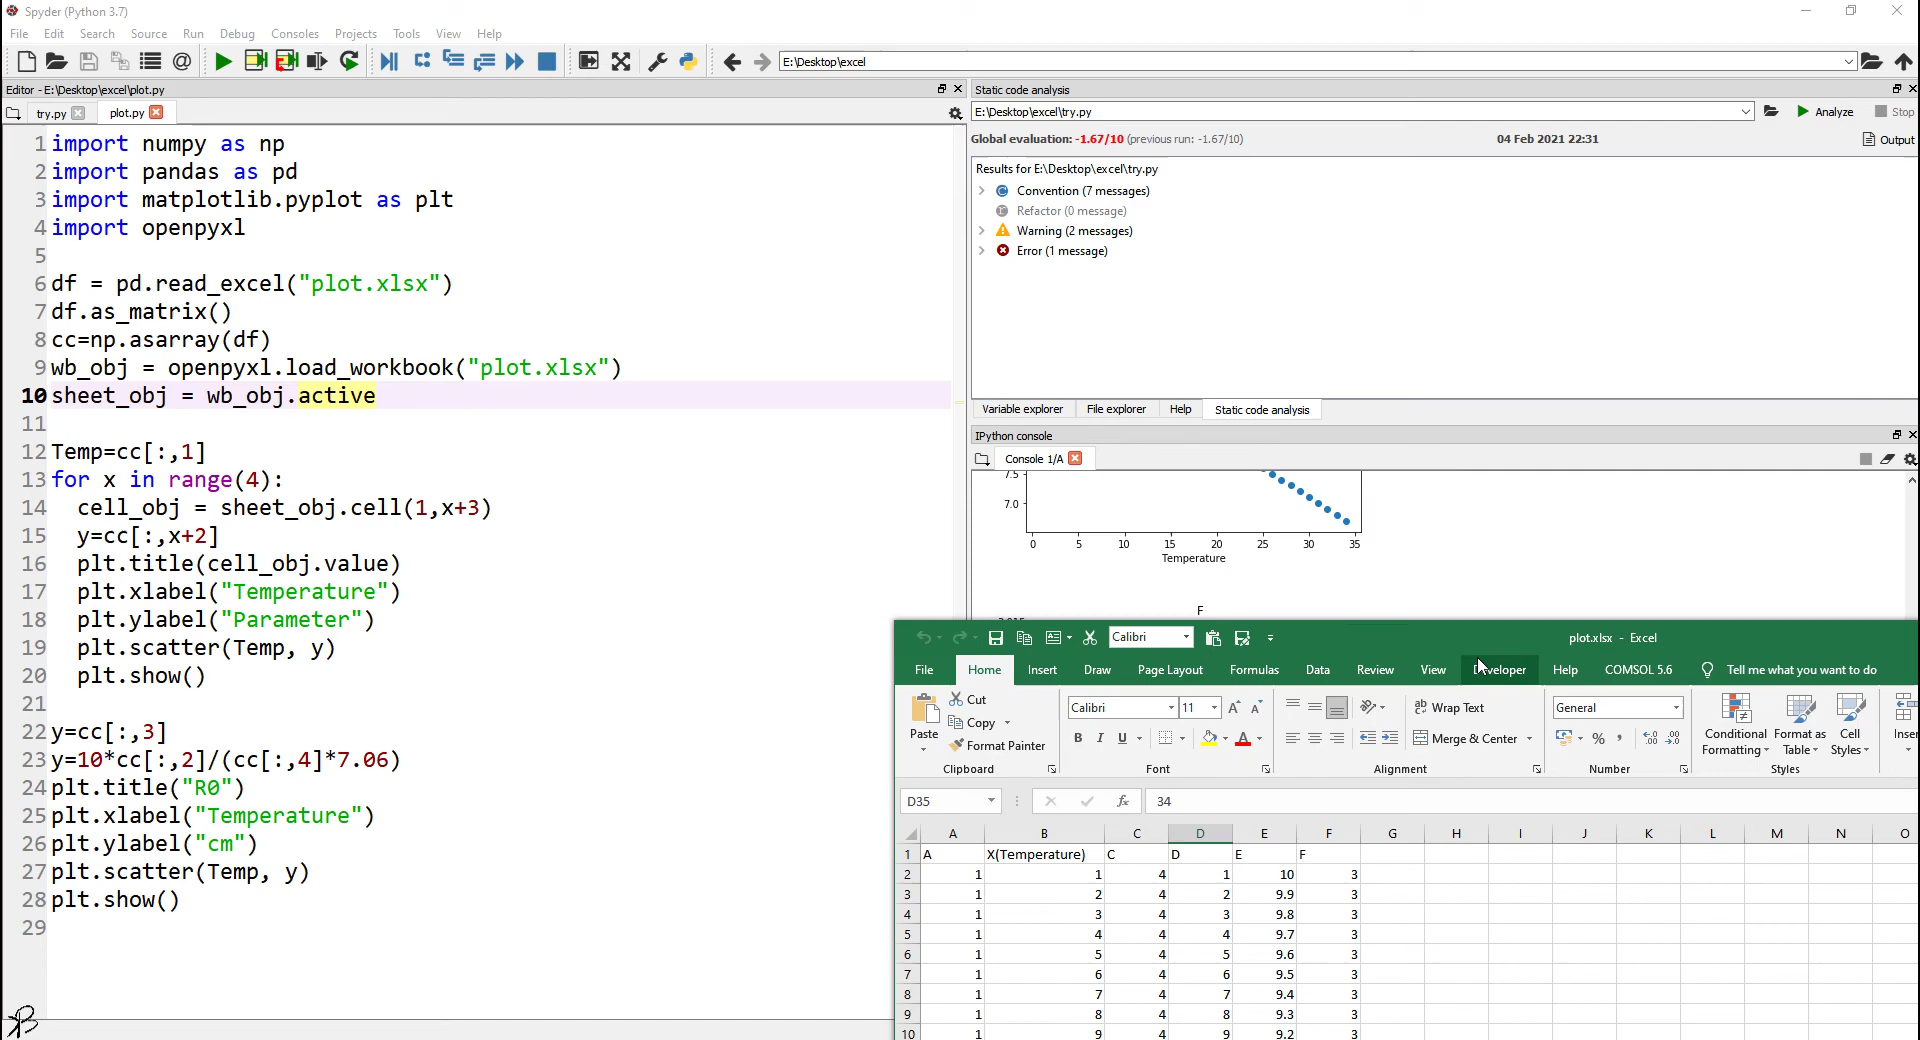 Spyder (Python 3.7)
File Edit Search Source Run Debug Consoles Projects Tools View Help
E:\Desktop\excel
Editor - E:\Desktop\excel\plot.py
try.py plot.py
1 import numpy as np
2 import pandas as pd
3 import matplotlib.pyplot as plt
4 import openpyxl
5
6 df = pd.read_excel("plot.xlsx")
7 df.as_matrix()
8 cc=np.asarray(df)
9 wb_obj = openpyxl.load_workbook("plot.xlsx")
10 sheet_obj = wb_obj.active
11
12 Temp=cc[:,1]
13 for x in range(4):
14 cell_obj = sheet_obj.cell(1,x+3)
15 y=cc[:,x+2]
16 plt.title(cell_obj.value)
17 plt.xlabel("Temperature")
18 plt.ylabel("Parameter")
19 plt.scatter(Temp, y)
20 plt.show()
21
22 y=cc[:,3]
23 y=10*cc[:,2]/(cc[:,4]*7.06)
24 plt.title("R0")
25 plt.xlabel("Temperature")
26 plt.ylabel("cm")
27 plt.scatter(Temp, y)
28 plt.show()
29
Static code analysis
E:\Desktop\excel\try.py Analyze Stop
Global evaluation: -1.67/10 (previous run: -1.67/10) 04 Feb 2021 22:31 Output
Results for E:\Desktop\excel\try.py
Convention (7 messages)
Refactor (0 message)
Warning (2 messages)
Error (1 message)
Variable explorer File explorer Help Static code analysis
IPython console
Console 1/A
7.5
7.0
0 5 10 15 20 25 30 35
Temperature
F
Calibri plot.xlsx - Excel
File Home Insert Draw Page Layout Formulas Data Review View Developer Help COMSOL 5.6 Tell me what you want to do
Paste Cut Copy Format Painter
Calibri 11
B I U
Wrap Text
Merge & Center
General
Conditional Formatting Format as Table Cell Styles
Clipboard Font Alignment Number Styles
D35 fx 34
A B C D E F G H I J K L M N O
1 A X(Temperature) C D E F
2 1 1 4 1 10 3
3 1 2 4 2 9.9 3
4 1 3 4 3 9.8 3
5 1 4 4 4 9.7 3
6 1 5 4 5 9.6 3
7 1 6 4 6 9.5 3
8 1 7 4 7 9.4 3
9 1 8 4 8 9.3 3
10 1 9 4 9 9.2 3